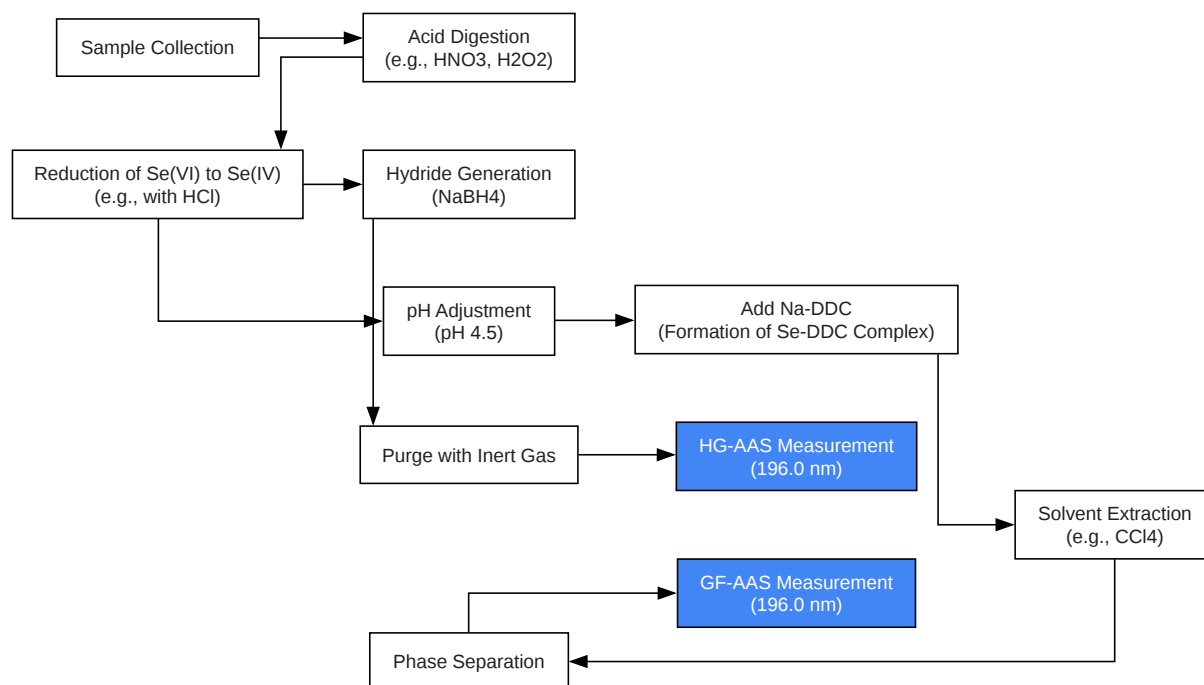 Sample Collection
Acid Digestion
(e.g., HNO3, H2O2)
Reduction of Se(VI) to Se(IV)
(e.g., with HCl)
Hydride Generation
(NaBH4)
pH Adjustment
(pH 4.5)
Add Na-DDC
(Formation of Se-DDC Complex)
Purge with Inert Gas
HG-AAS Measurement
(196.0 nm)
Solvent Extraction
(e.g., CCl4)
GF-AAS Measurement
(196.0 nm)
Phase Separation